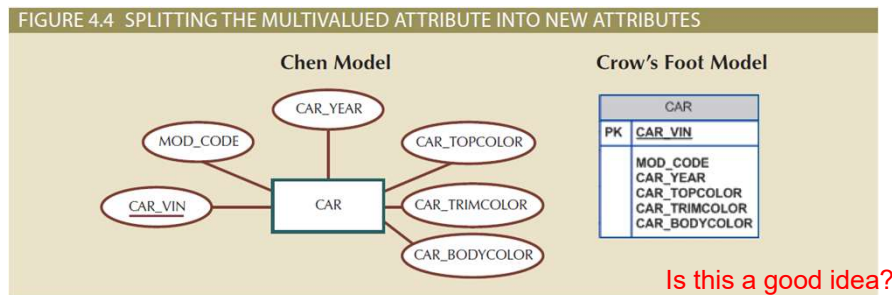 FIGURE 4.4 SPLITTING THE MULTIVALUED ATTRIBUTE INTO NEW ATTRIBUTES
Chen Model
CAR_YEAR
MOD_CODE
CAR_TOPCOLOR
CAR_VIN
CAR
CAR_TRIMCOLOR
CAR_BODYCOLOR
Crow's Foot Model
CAR
PK CAR_VIN
MOD_CODE
CAR_YEAR
CAR_TOPCOLOR
CAR_TRIMCOLOR
CAR_BODYCOLOR
Is this a good idea?